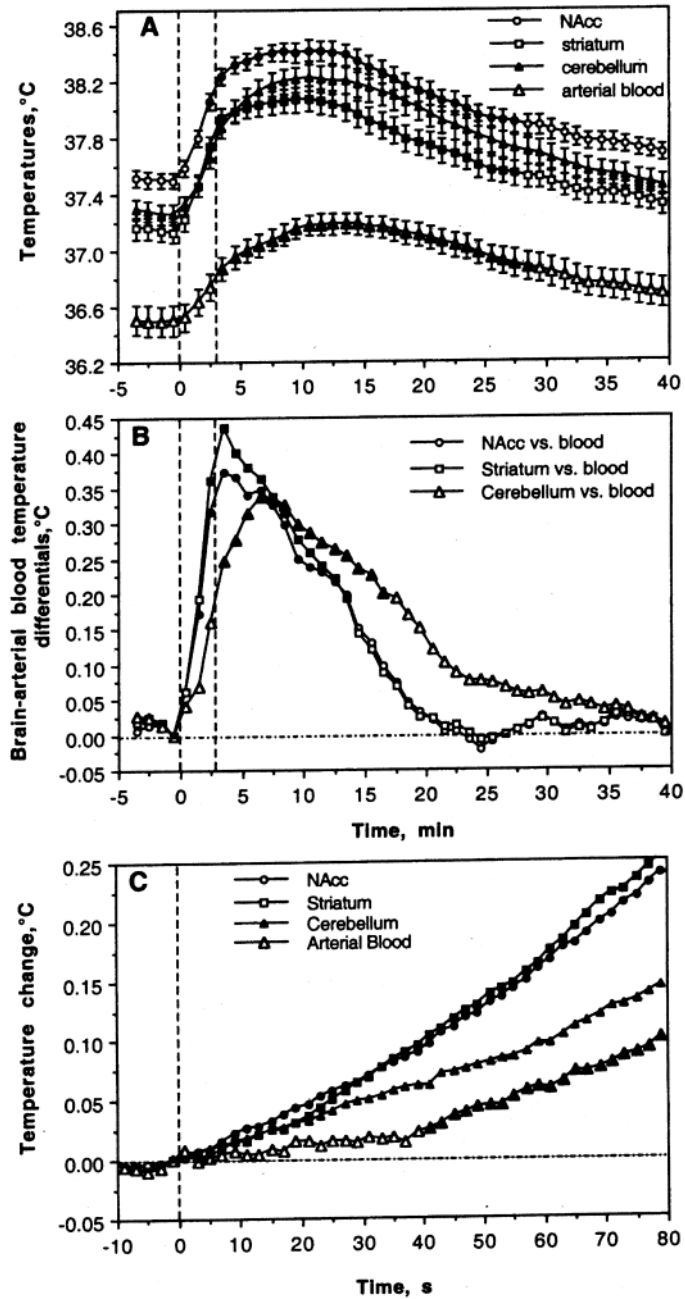 A
NAcc
striatum
cerebellum
arterial blood
Temperatures,°C
38.6
38.2
37.8
37.4
37.0
36.6
36.2
-5 0 5 10 15 20 25 30 35 40
B
NAcc vs. blood
Striatum vs. blood
Cerebellum vs. blood
Brain-arterial blood temperature
differentials,°C
0.45
0.40
0.35
0.30
0.25
0.20
0.15
0.10
0.05
0.00
-0.05
-5 0 5 10 15 20 25 30 35 40
Time, min
C
NAcc
Striatum
Cerebellum
Arterial Blood
Temperature change,°C
0.25
0.20
0.15
0.10
0.05
0.00
-0.05
-10 0 10 20 30 40 50 60 70 80
Time, s